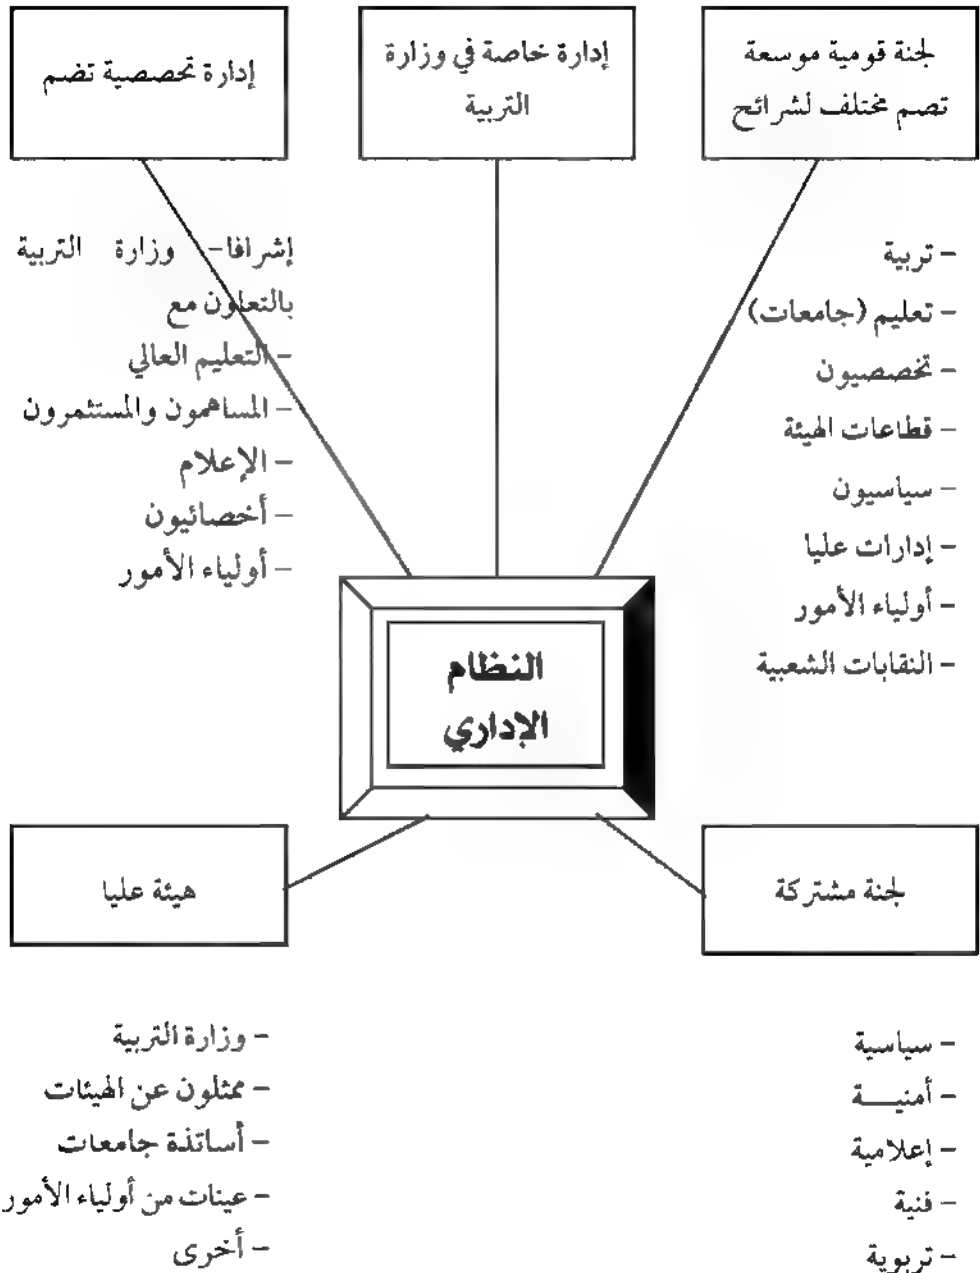 لجنة قومية موسعة
تصم مختلف لشرائح
إدارة خاصة في وزارة
التربية
إدارة تخصصية تضم
- تربية
- تعليم (جامعات)
- تخصصيون
- قطاعات الهيئة
- سياسيون
- إدارات عليا
- أولياء الأمور
- النقابات الشعبية
إشرافا- وزارة التربية
بالتعاون مع
- التعليم العالي
- المساهمون والمستثمرون
- الإعلام
- أخصائيون
- أولياء الأمور
النظام
الإداري
لجنة مشتركة
هيئة عليا
- سياسية
- أمنيـــة
- إعلامية
- فنية
- تربوية
- وزارة التربية
- ممثلون عن الهيئات
- أساتذة جامعات
- عينات من أولياء الأمور
- أخرى